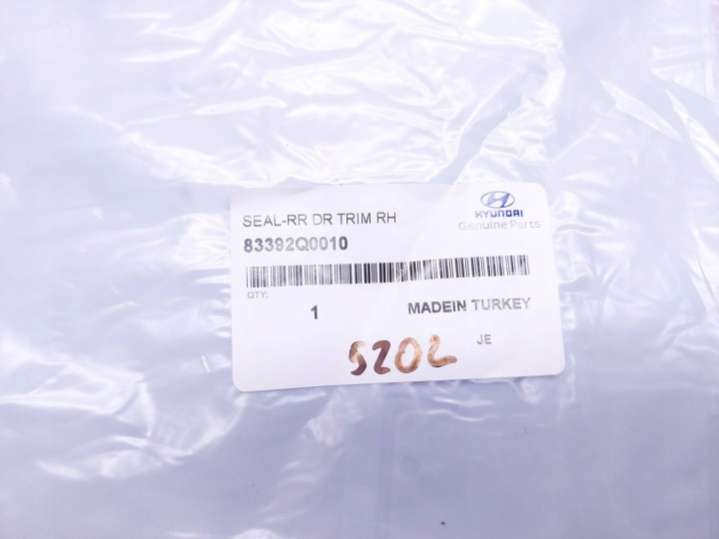 SEAL-RR DR TRIM RH
HYUNDAI
Genuine Parts
83392Q0010
QTY:
1
MADEIN TURKEY
JE
5202